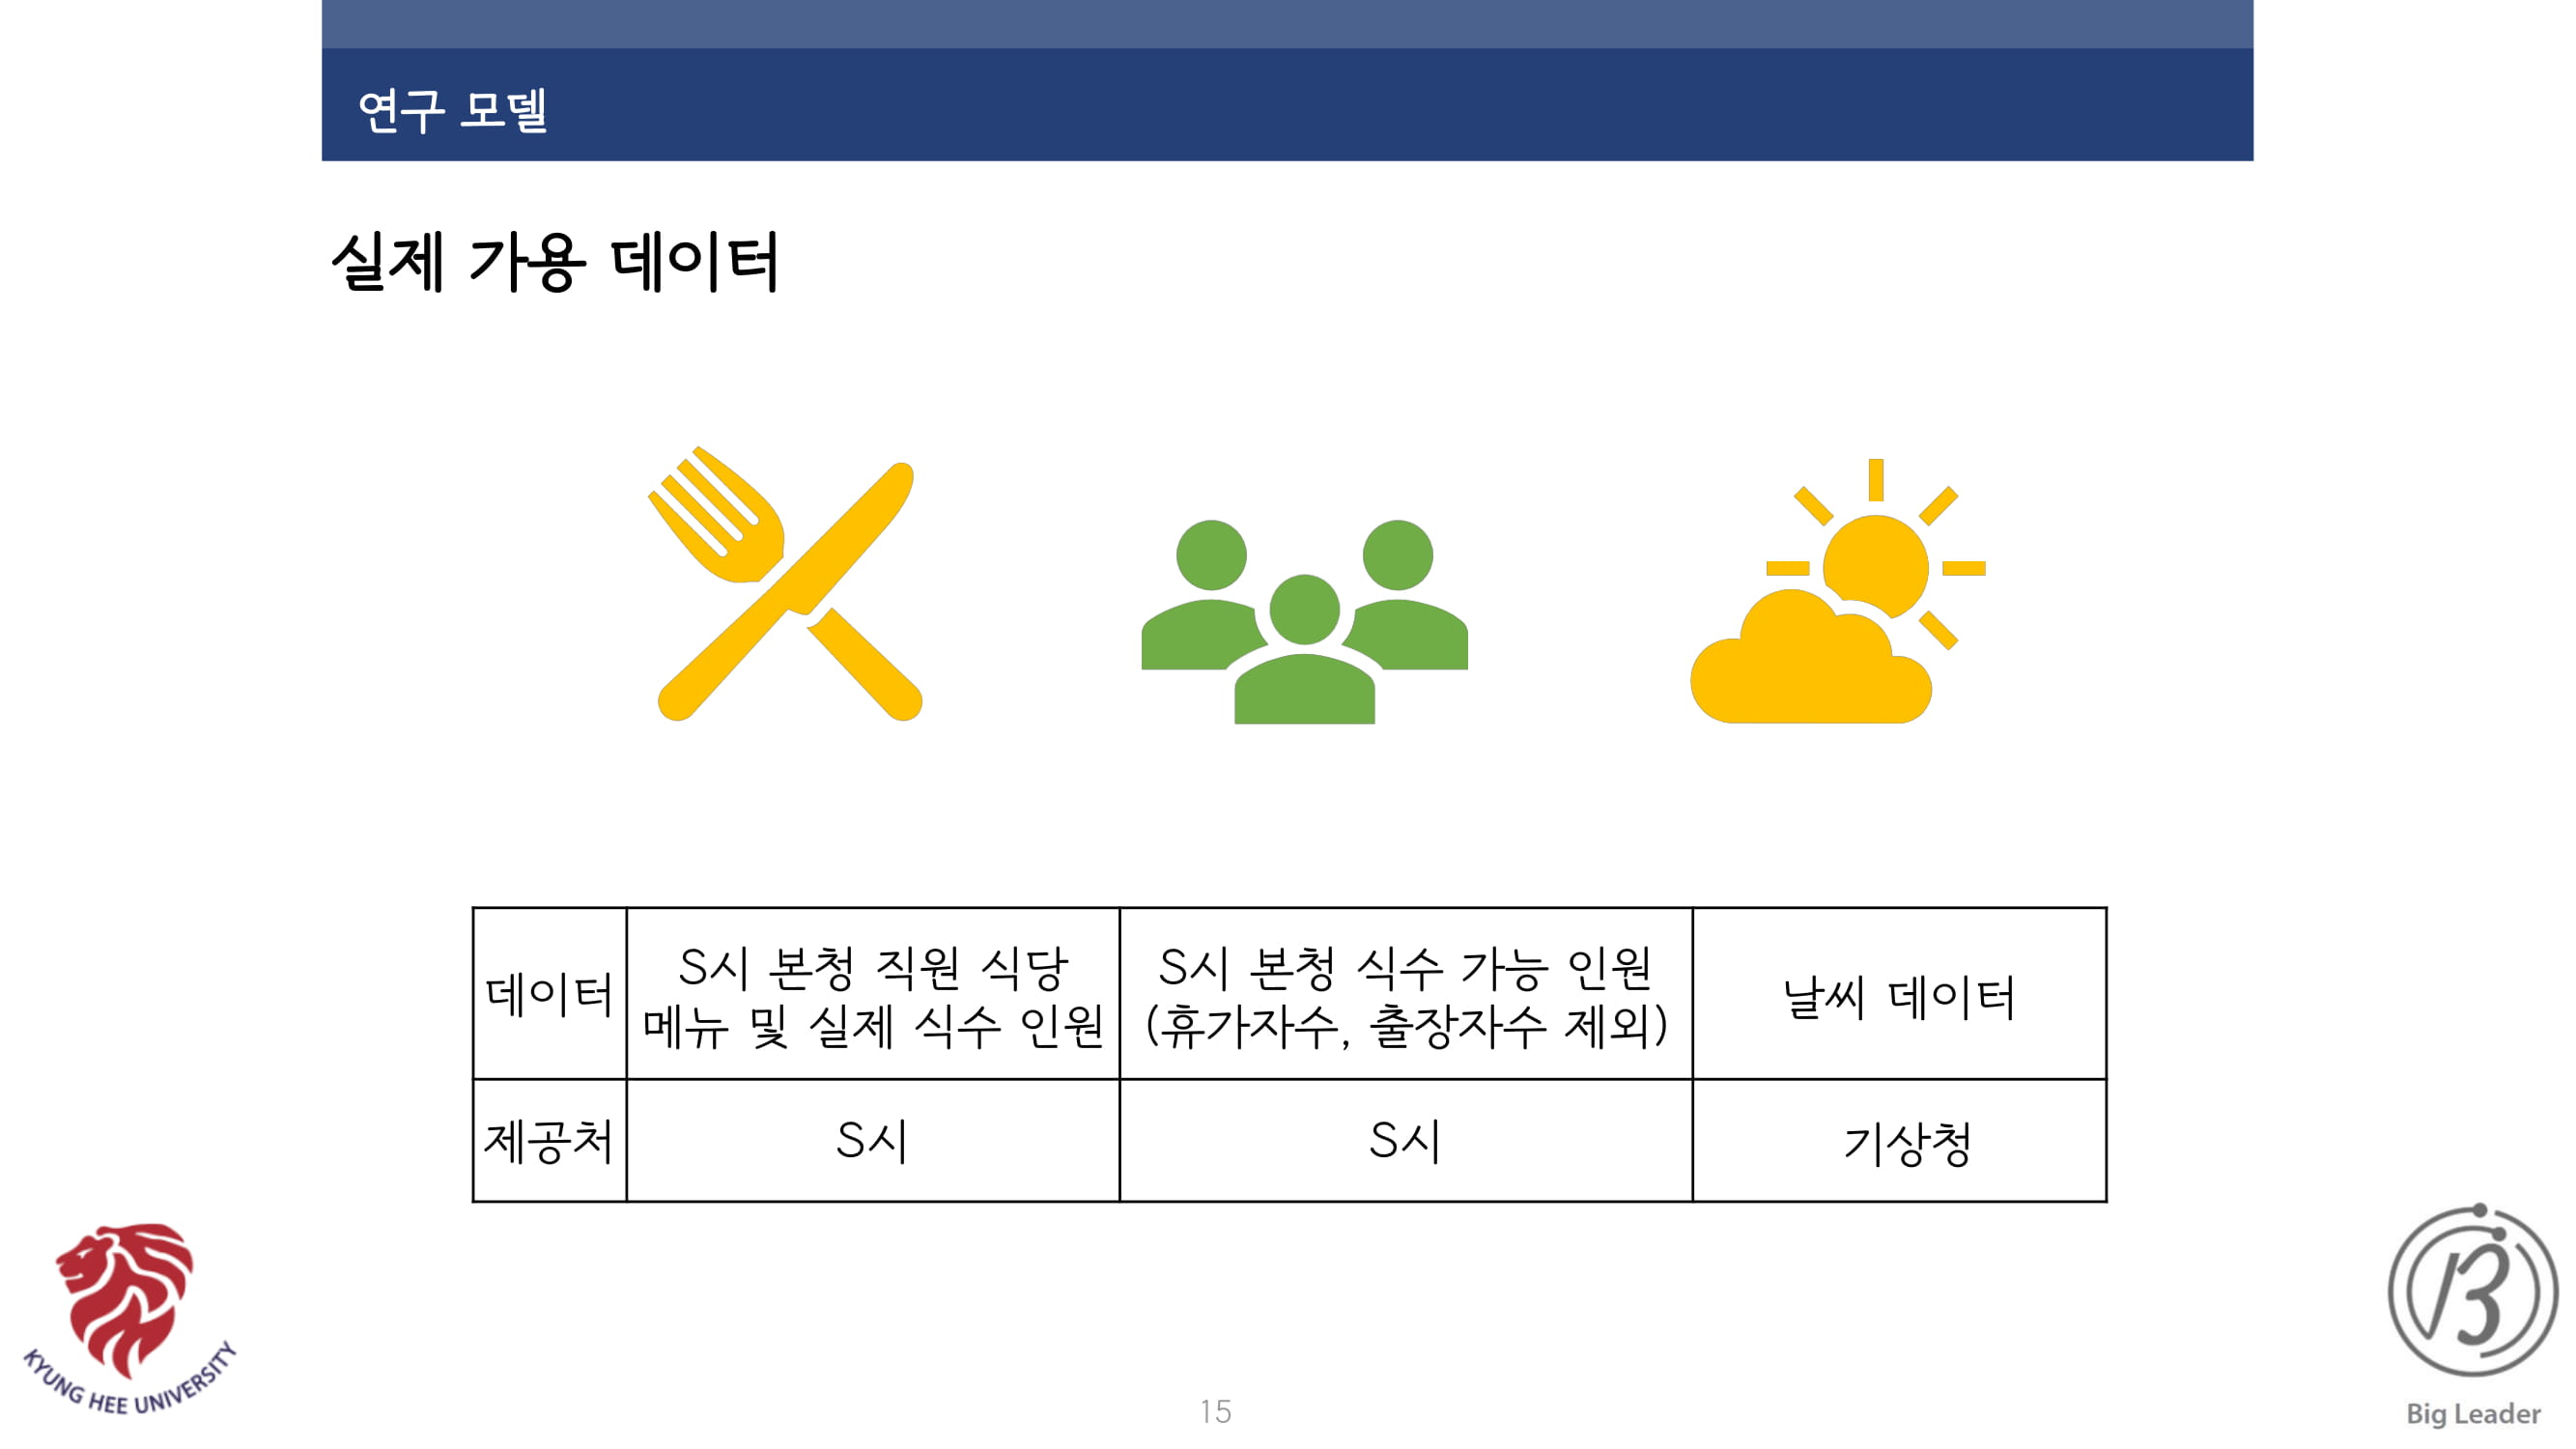 연구 모델
실제 가용 데이터
데이터
S시 본청 직원 식당
메뉴 및 실제 식수 인원
S시 본청 식수 가능 인원
(휴가자수, 출장자수 제외)
날씨 데이터
제공처
S시
S시
기상청
KYUNG HEE UNIVERSITY
15
Big Leader